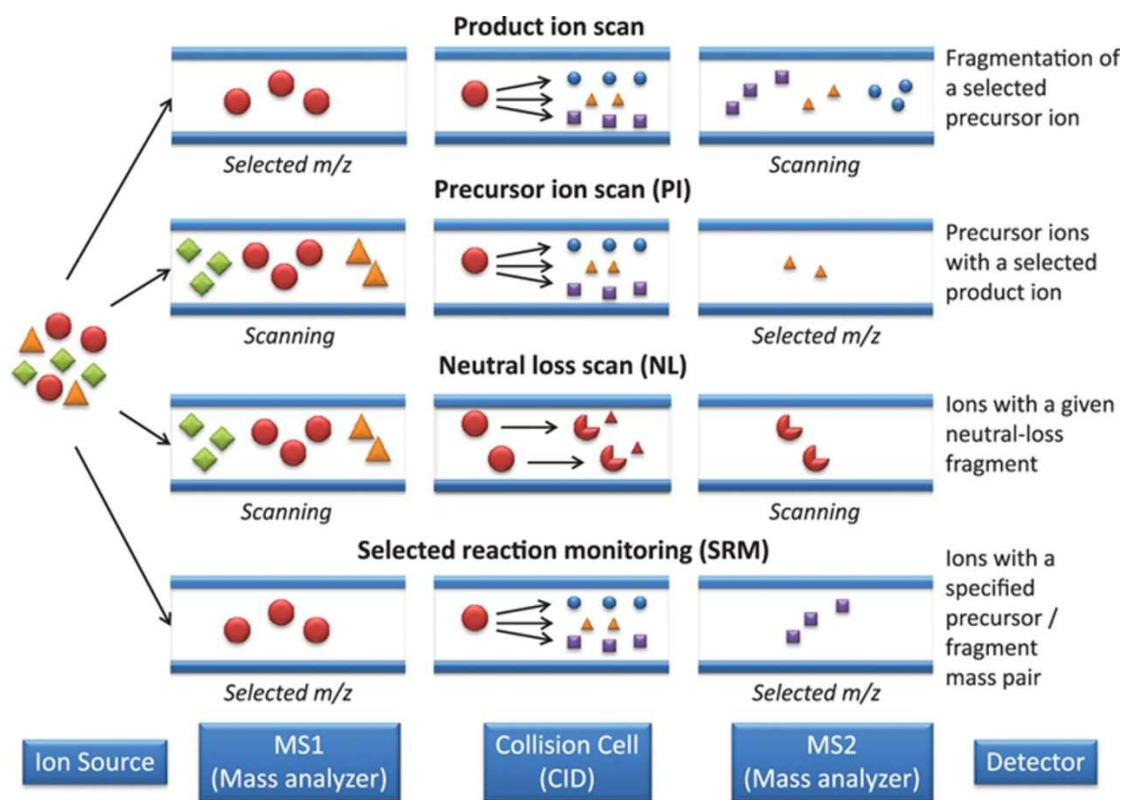 Product ion scan
Fragmentation of
a selected
precursor ion
Selected m/z
Scanning
Precursor ion scan (PI)
Precursor ions
with a selected
product ion
Scanning
Selected m/z
Neutral loss scan (NL)
Ions with a given
neutral-loss
fragment
Scanning
Scanning
Selected reaction monitoring (SRM)
Ions with a
specified
precursor /
fragment
mass pair
Selected m/z
Selected m/z
Ion Source
MS1
(Mass analyzer)
Collision Cell
(CID)
MS2
(Mass analyzer)
Detector